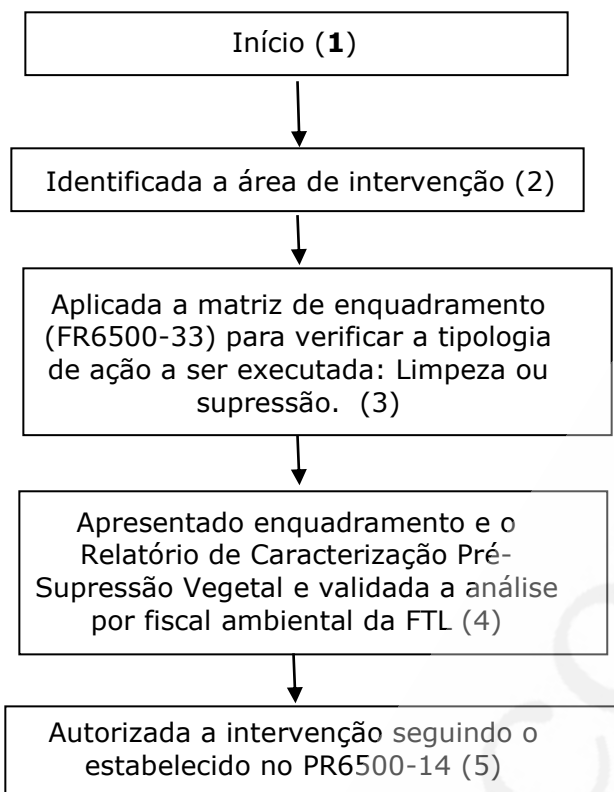 Início (1)
Identificada a área de intervenção (2)
Aplicada a matriz de enquadramento
(FR6500-33) para verificar a tipologia
de ação a ser executada: Limpeza ou
supressão. (3)
Apresentado enquadramento e o
Relatório de Caracterização Pré-
Supressão Vegetal e validada a análise
por fiscal ambiental da FTL (4)
Autorizada a intervenção seguindo o
estabelecido no PR6500-14 (5)